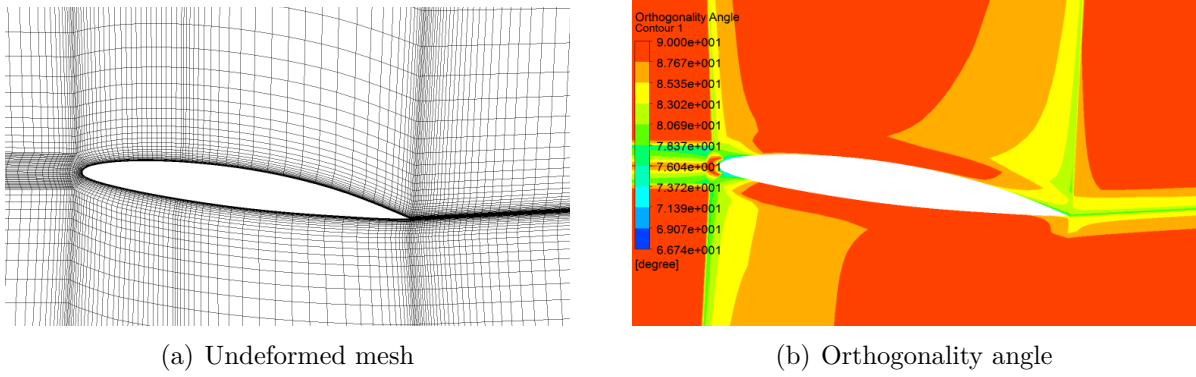 Orthogonality Angle
Contour 1
9.000e+001
8.767e+001
8.535e+001
8.302e+001
8.069e+001
7.837e+001
7.604e+001
7.372e+001
7.139e+001
6.907e+001
6.674e+001
[degree]
(a) Undeformed mesh
(b) Orthogonality angle